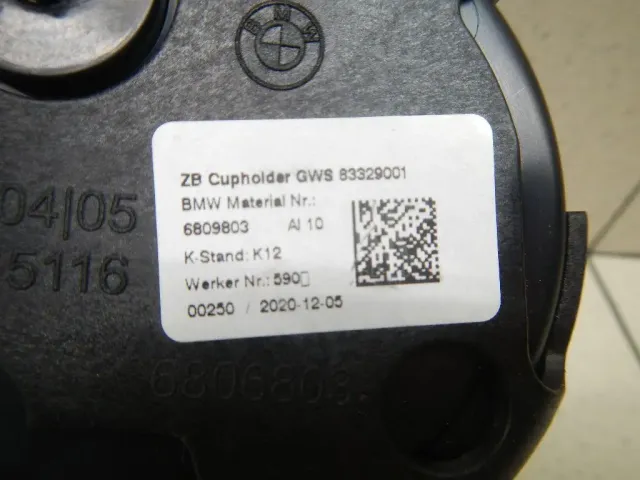 BMW
ZB Cupholder GWS 83329001
BMW Material Nr.:
6809803 AI 10
K-Stand: K12
Werker Nr.: 590
00250 / 2020-12-05
04/05
5116